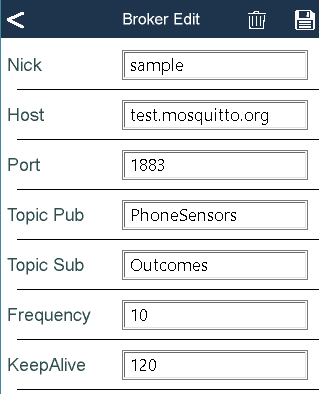 Broker Edit
Nick sample
Host test.mosquitto.org
Port 1883
Topic Pub PhoneSensors
Topic Sub Outcomes
Frequency 10
KeepAlive 120